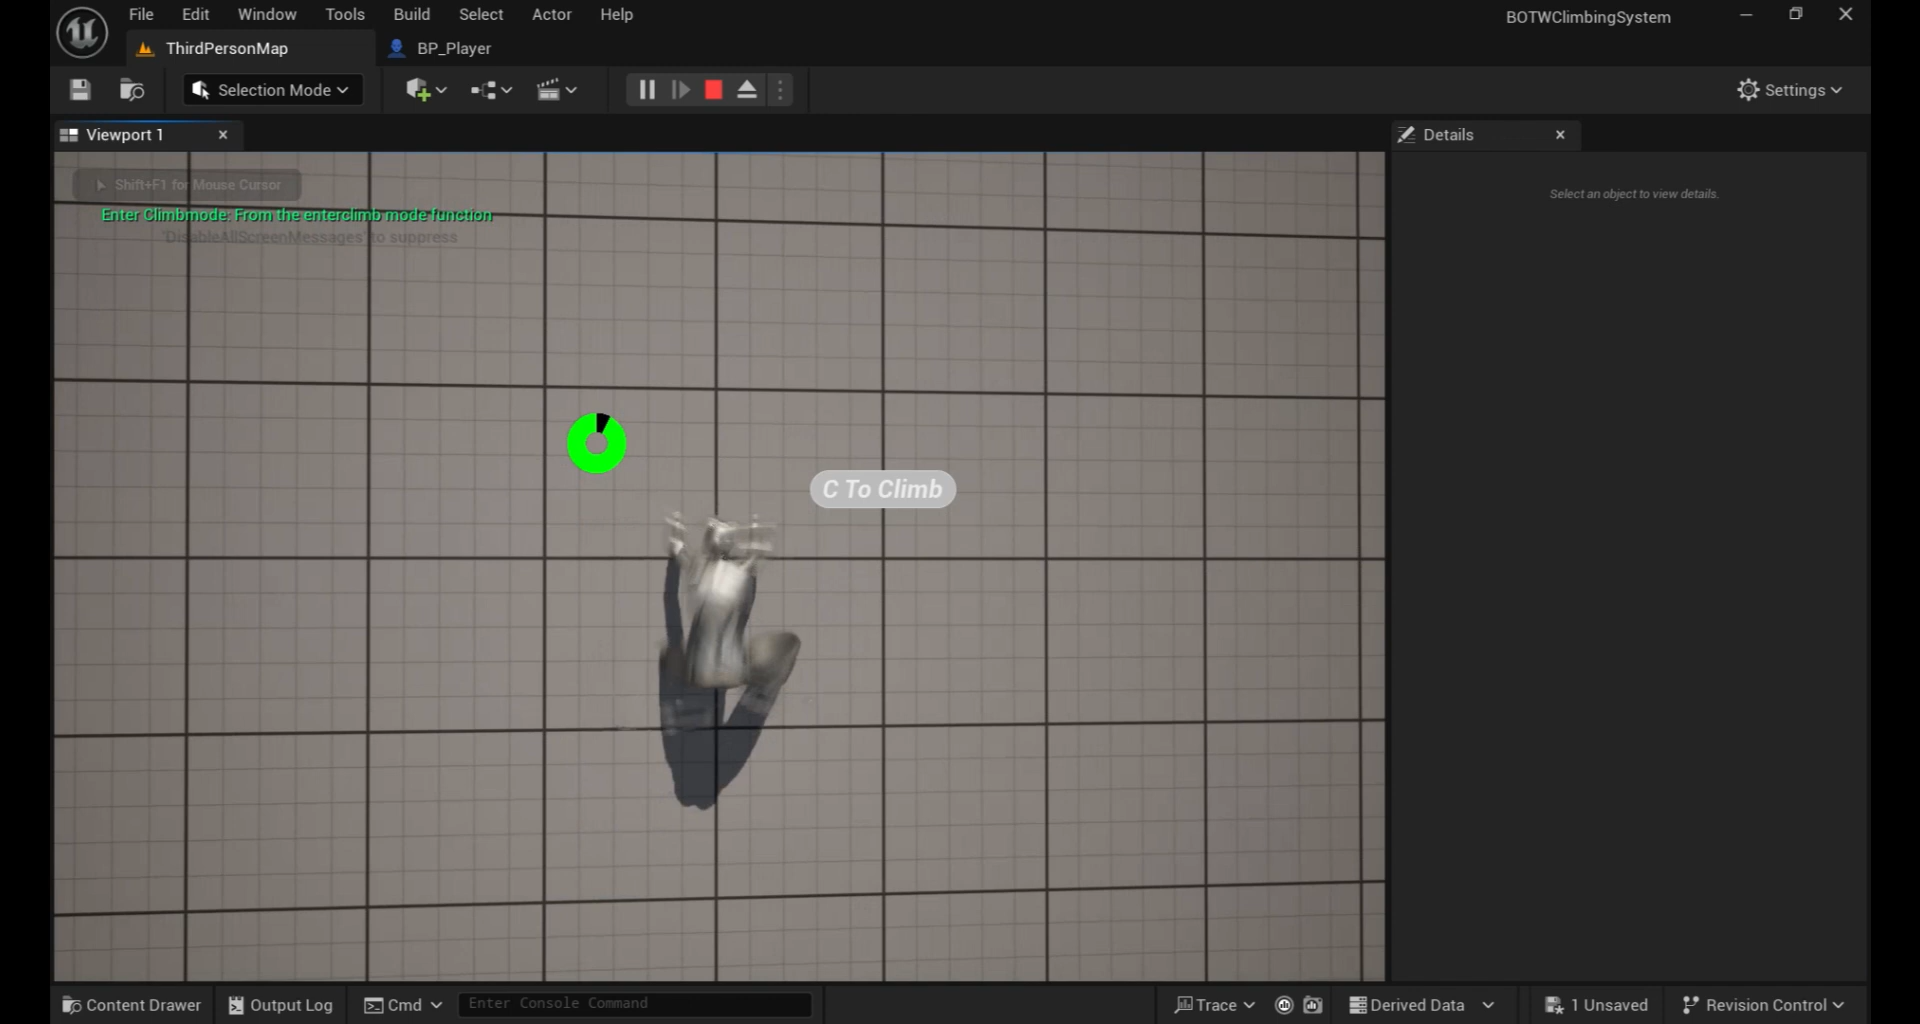 File Edit Window Tools Build Select Actor Help
BOTWClimbingSystem
ThirdPersonMap
BP_Player
Selection Mode
Settings
Viewport 1
Details
Shift+F1 for Mouse Cursor
Select an object to view details.
Enter Climbmode: From the enterclimb mode function
'DisableAllScreenMessages' to suppress
C To Climb
Content Drawer
Output Log
Cmd
Enter Console Command
Trace
Derived Data
1 Unsaved
Revision Control